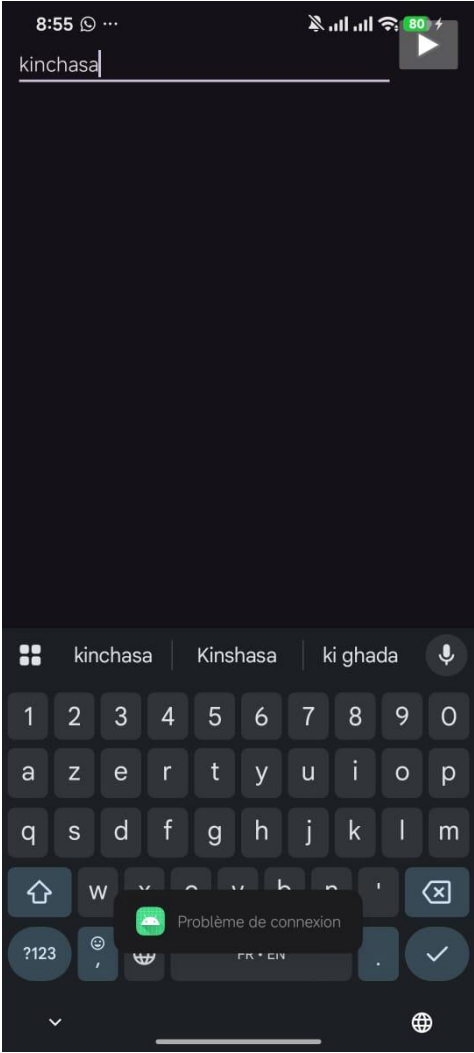 8:55 ... 80
kinchasa
kinchasa Kinshasa ki ghada
1 2 3 4 5 6 7 8 9 0
a z e r t y u i o p
q s d f g h j k l m
w x c v b n '
Problème de connexion
?123 , FR • EN .